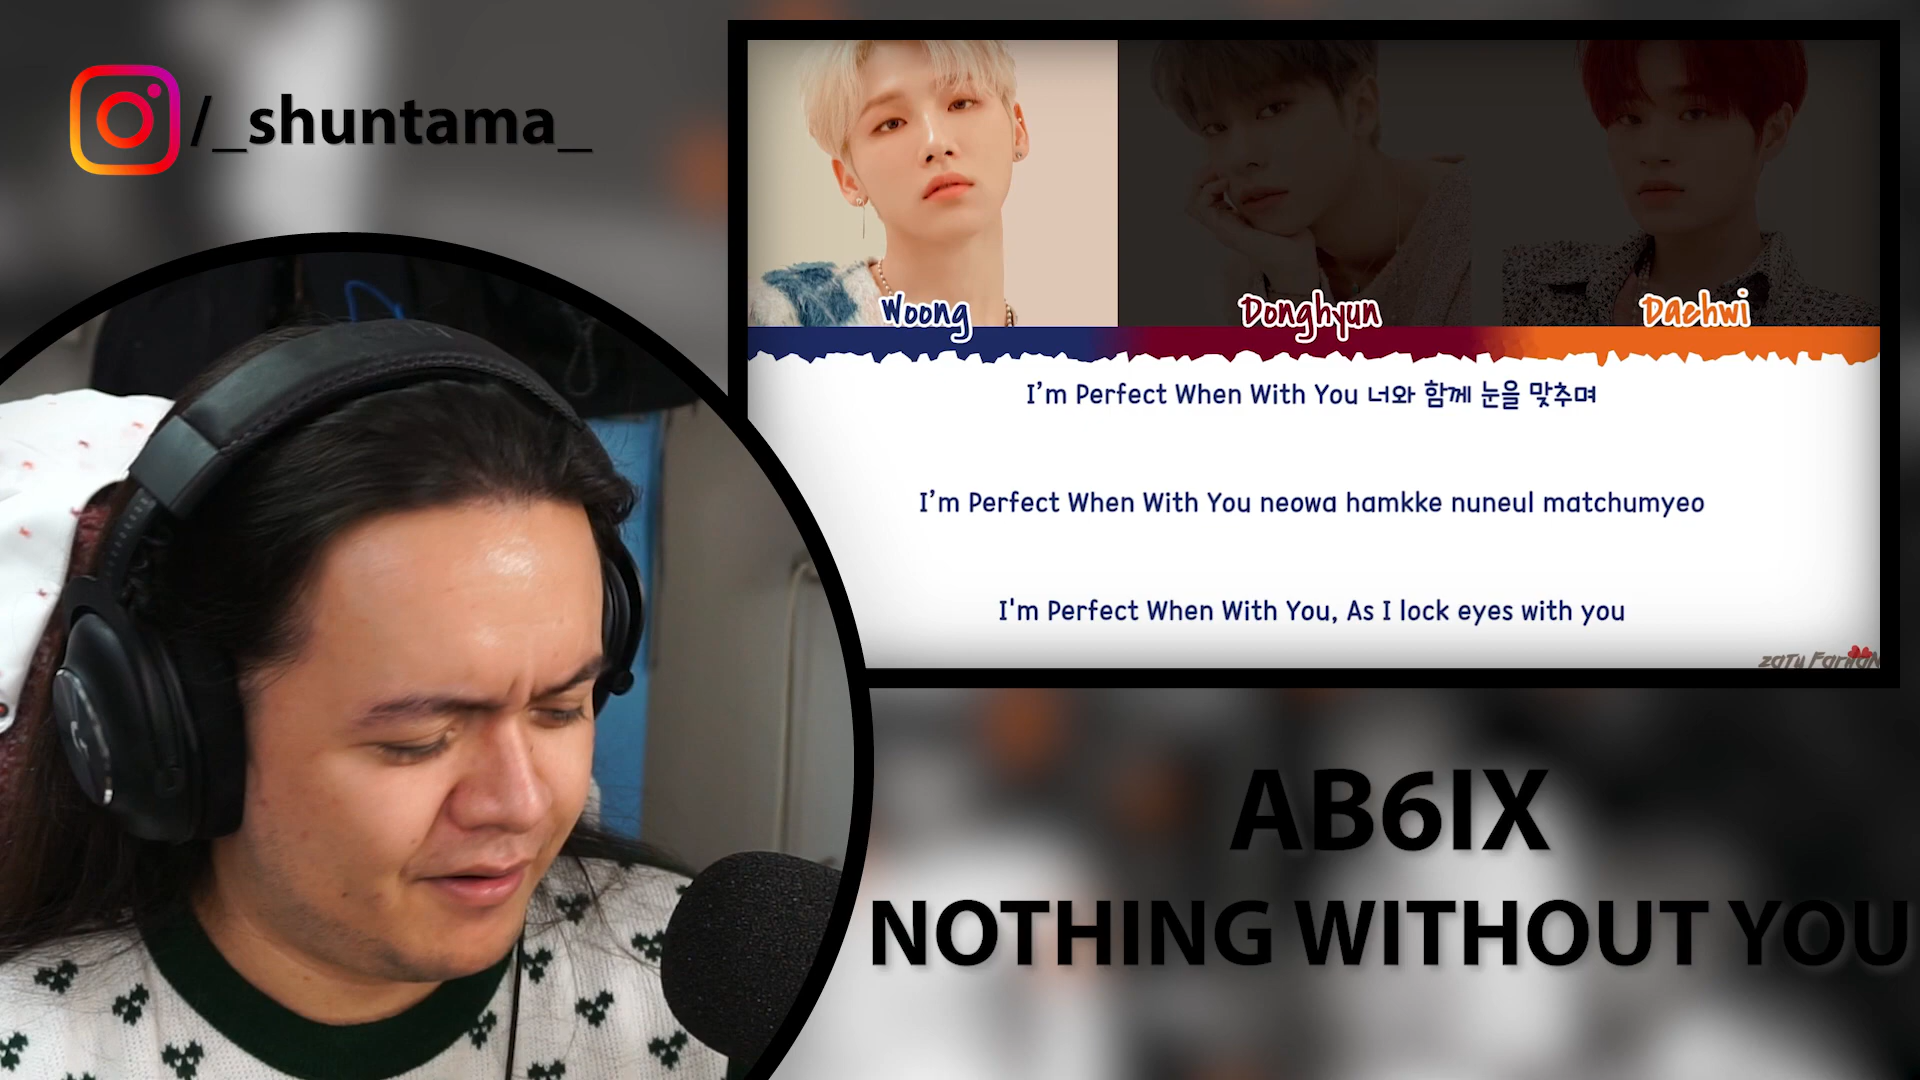 /_shuntama_
Woong
Donghyun
Daehwi
I'm Perfect When With You 너와 함께 눈을 맞추며
I'm Perfect When With You neowa hamkke nuneul matchumyeo
I'm Perfect When With You, As I lock eyes with you
zaty FarhaN
AB6IX
NOTHING WITHOUT YOU